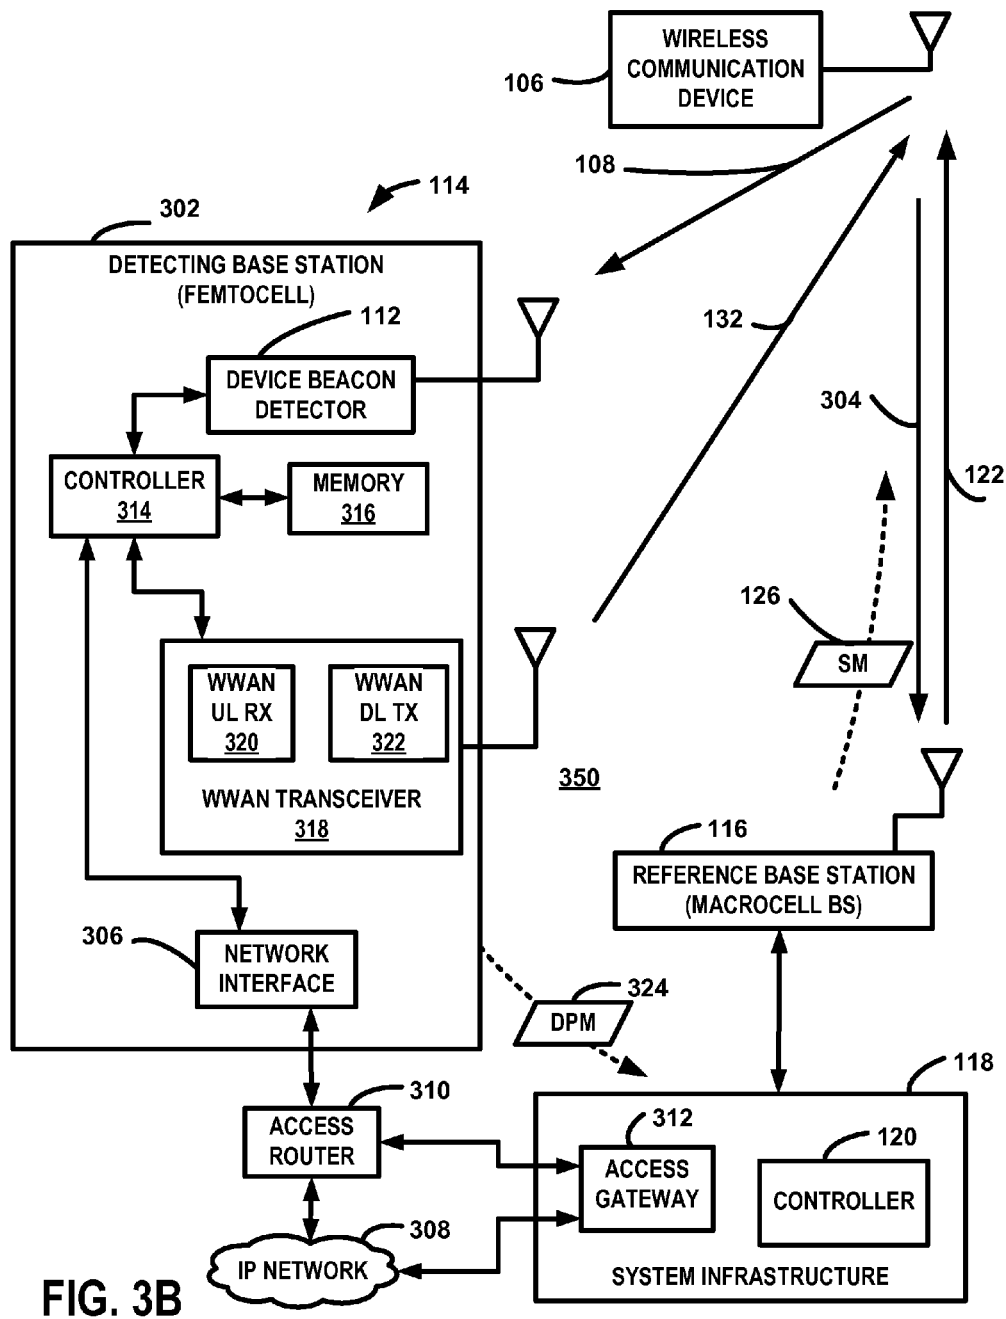 WIRELESS
COMMUNICATION
DEVICE
106
108
114
302
DETECTING BASE STATION
(FEMTOCELL)
112
132
DEVICE BEACON
DETECTOR
304
122
CONTROLLER
314
MEMORY
316
126
SM
WWAN
UL RX
320
WWAN
DL TX
322
WWAN TRANSCEIVER
318
350
116
REFERENCE BASE STATION
(MACROCELL BS)
306
NETWORK
INTERFACE
324
DPM
118
310
ACCESS
ROUTER
312
ACCESS
GATEWAY
120
CONTROLLER
308
IP NETWORK
SYSTEM INFRASTRUCTURE
FIG. 3B